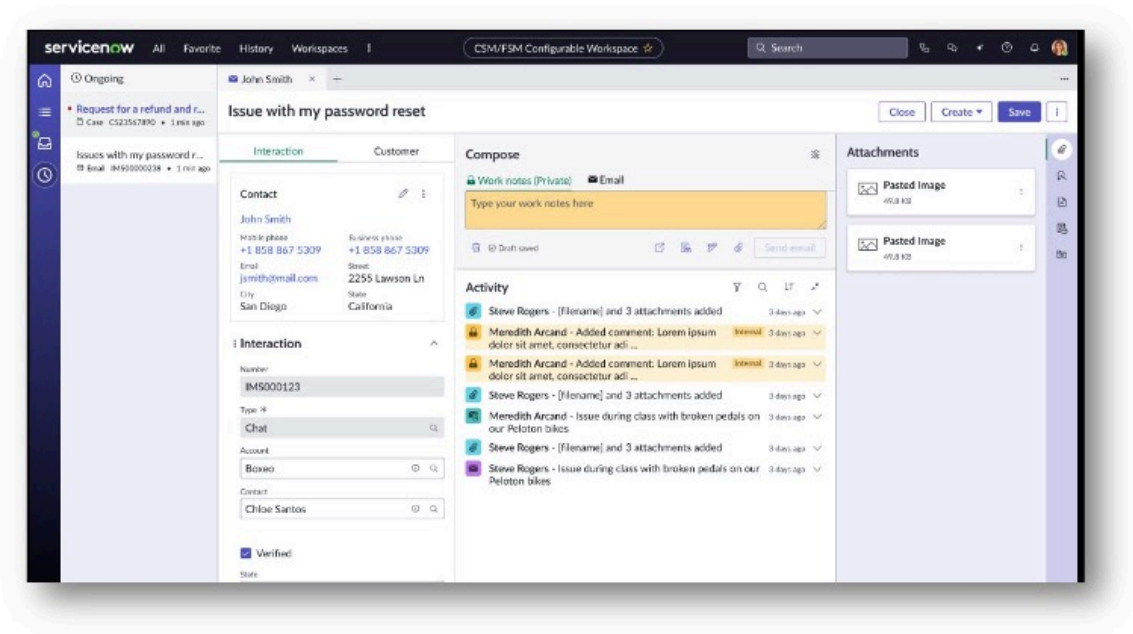 servicenow All Favorite History Workspaces
CSM/FSM Configurable Workspace
Search
Ongoing
Request for a refund and r...
Case CS23567890 • 1 min ago
Issues with my password r...
Email IMS00000238 • 1 min ago
John Smith
Issue with my password reset
Close Create Save
Interaction Customer
Contact
John Smith
Mobile phone Business phone
+1 858 867 5309 +1 858 867 5309
Email Street
jsmith@mail.com 2255 Lawson Ln
City State
San Diego California
Interaction
Number
IMS000123
Type
Chat
Account
Boxeo
Contact
Chloe Santos
Verified
State
Compose
Work notes (Private) Email
Type your work notes here
Draft saved Send email
Activity
Steve Rogers - [filename] and 3 attachments added 3 days ago
Meredith Arcand - Added comment: Lorem ipsum Internal 3 days ago
dolor sit amet, consectetur adi ...
Meredith Arcand - Added comment: Lorem ipsum Internal 3 days ago
dolor sit amet, consectetur adi ...
Steve Rogers - [filename] and 3 attachments added 3 days ago
Meredith Arcand - Issue during class with broken pedals on 3 days ago
our Peloton bikes
Steve Rogers - [filename] and 3 attachments added 3 days ago
Steve Rogers - Issue during class with broken pedals on our 3 days ago
Peloton bikes
Attachments
Pasted Image
49.8 KB
Pasted Image
49.8 KB